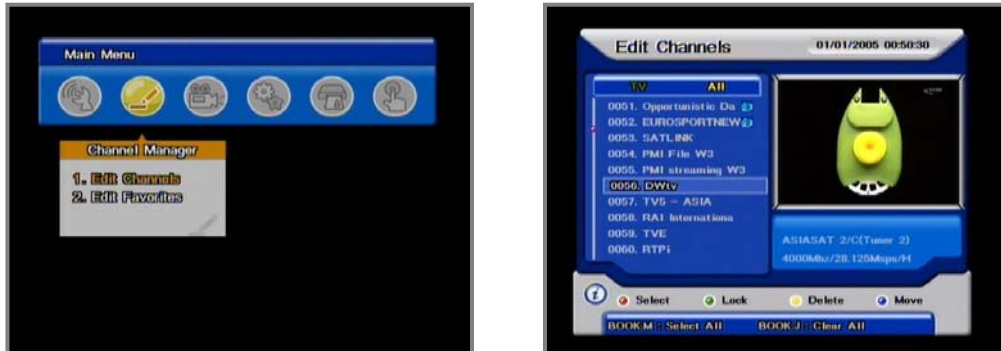 Main Menu
Channel Manager
1. Edit Channels
2. Edit Favorites
Edit Channels
01/01/2005 00:50:30
TV All
0051. Opportunistic Da
0052. EUROSPORTNEW
0053. SATLINK
0054. PMI File W3
0055. PMI streaming W3
0056. DWtv
0057. TV5 - ASIA
0058. RAI Internationa
0059. TVE
0060. RTPi
ASIASAT 2/C(Tuner 2)
4000Mhz/28.125Msps/H
Select Lock Delete Move
BOOK.M : Select All BOOK.J : Clear All